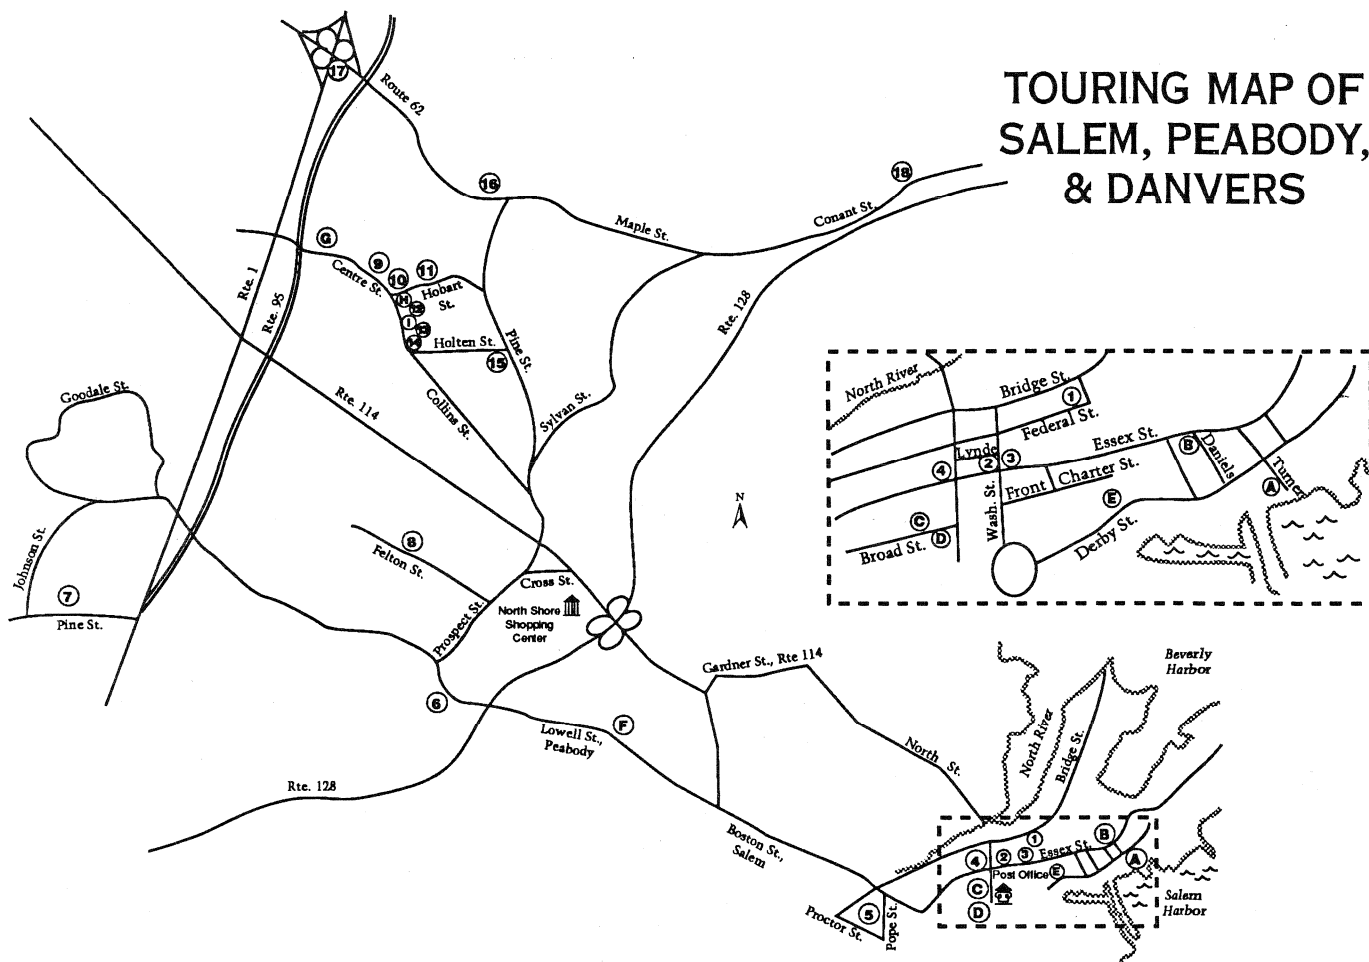 TOURING MAP OF
SALEM, PEABODY,
& DANVERS
17
Route 62
16
18
Maple St.
Conant St.
G
9
10
11
Centre St.
Hobart
St.
H
12
I
13
14
Holten St.
15
Pine St.
Rte. 1
Rte. 95
Rte. 128
Goodale St.
Rte. 114
Collins St.
Sylvan St.
Johnson St.
7
Pine St.
8
Felton St.
Cross St.
Prospect St.
North Shore
Shopping
Center
N
6
Lowell St.,
Peabody
F
Gardner St., Rte 114
Rte. 128
North St.
Boston St.,
Salem
Proctor St.
5
Pope St.
North River
Bridge St.
Beverly
Harbor
1
2
3
4
Essex St.
B
A
Post Office
E
C
D
Salem
Harbor
North River
Bridge St.
1
Federal St.
Essex St.
Lynde
4
2
3
B
Daniels
Turner
A
Front
Charter St.
E
Wash. St.
C
D
Broad St.
Derby St.